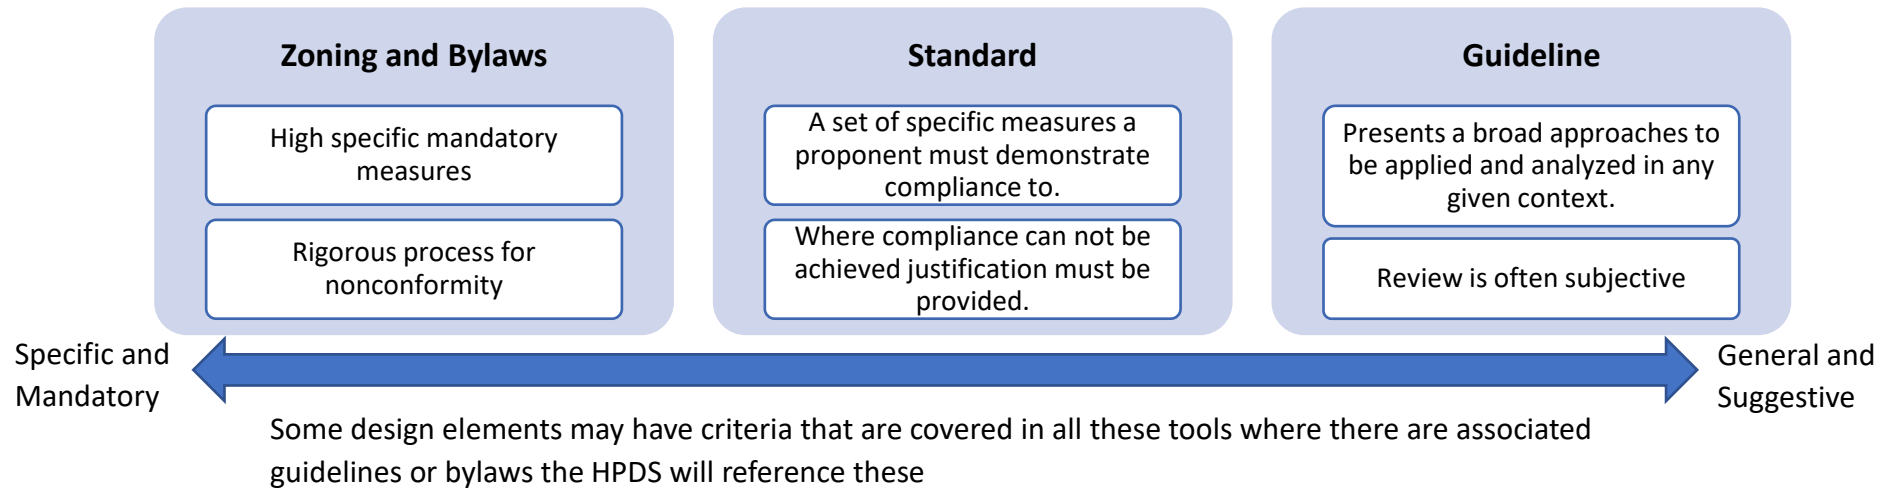 Zoning and Bylaws
High specific mandatory
measures
Rigorous process for
nonconformity
Standard
A set of specific measures a
proponent must demonstrate
compliance to.
Where compliance can not be
achieved justification must be
provided.
Guideline
Presents a broad approaches to
be applied and analyzed in any
given context.
Review is often subjective
Specific and
Mandatory
General and
Suggestive
Some design elements may have criteria that are covered in all these tools where there are associated
guidelines or bylaws the HPDS will reference these